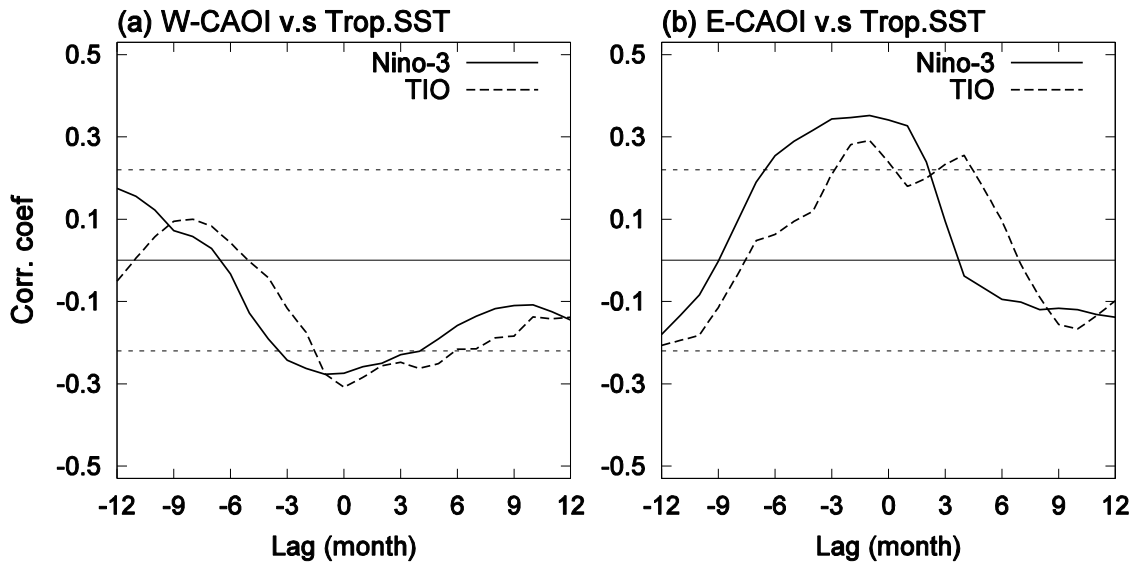 (a) W-CAOI v.s Trop.SST
Nino-3
TIO
0.5
0.3
0.1
-0.1
-0.3
-0.5
Corr. coef
-12 -9 -6 -3 0 3 6 9 12
Lag (month)
(b) E-CAOI v.s Trop.SST
Nino-3
TIO
0.5
0.3
0.1
-0.1
-0.3
-0.5
-12 -9 -6 -3 0 3 6 9 12
Lag (month)